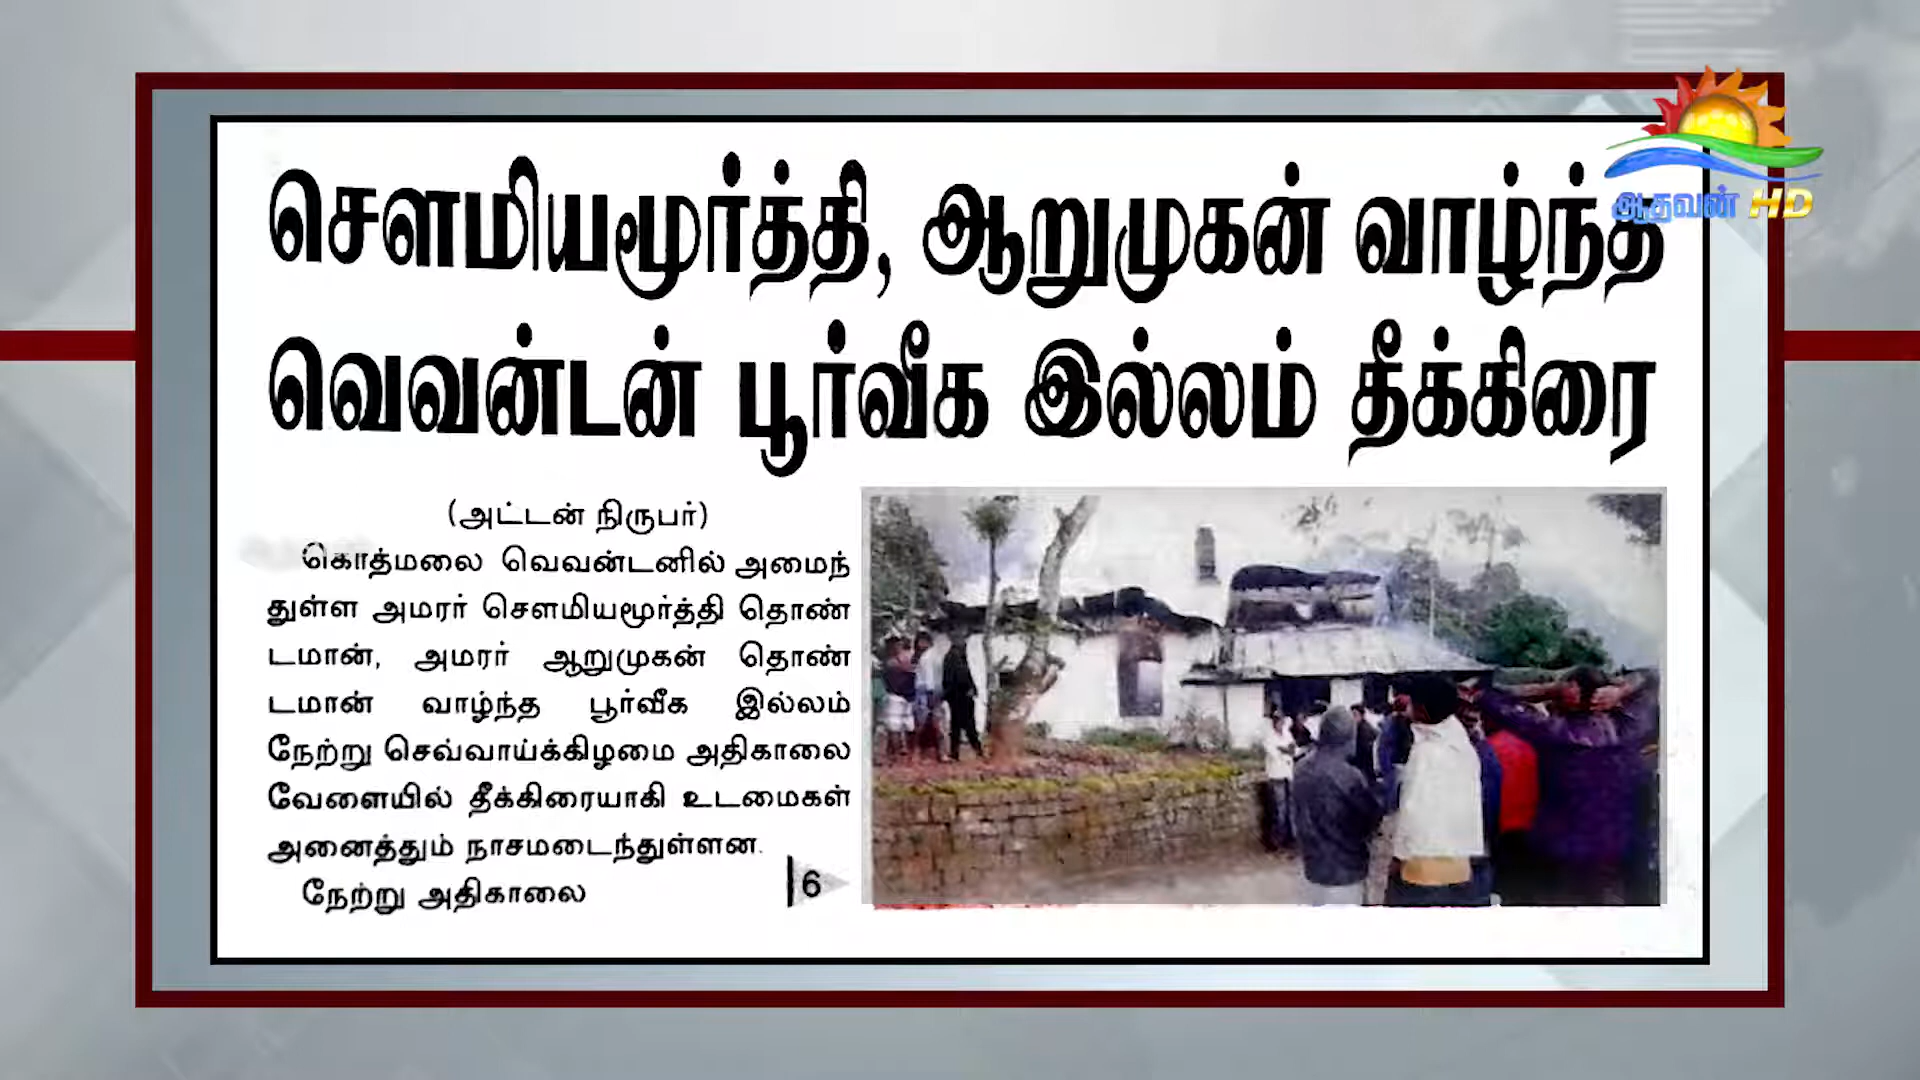 சௌமியமூர்த்தி, ஆறுமுகன் வாழ்ந்த
வெவன்டன் பூர்வீக இல்லம் தீக்கிரை
(அட்டன் நிருபர்)
கொத்மலை வெவன்டனில் அமைந்
துள்ள அமரர் சௌமியமூர்த்தி தொண்
டமான், அமரர் ஆறுமுகன் தொண்
டமான் வாழ்ந்த பூர்வீக இல்லம்
நேற்று செவ்வாய்க்கிழமை அதிகாலை
வேளையில் தீக்கிரையாகி உடமைகள்
அனைத்தும் நாசமடைந்துள்ளன.
நேற்று அதிகாலை
6
ஆதவன் HD